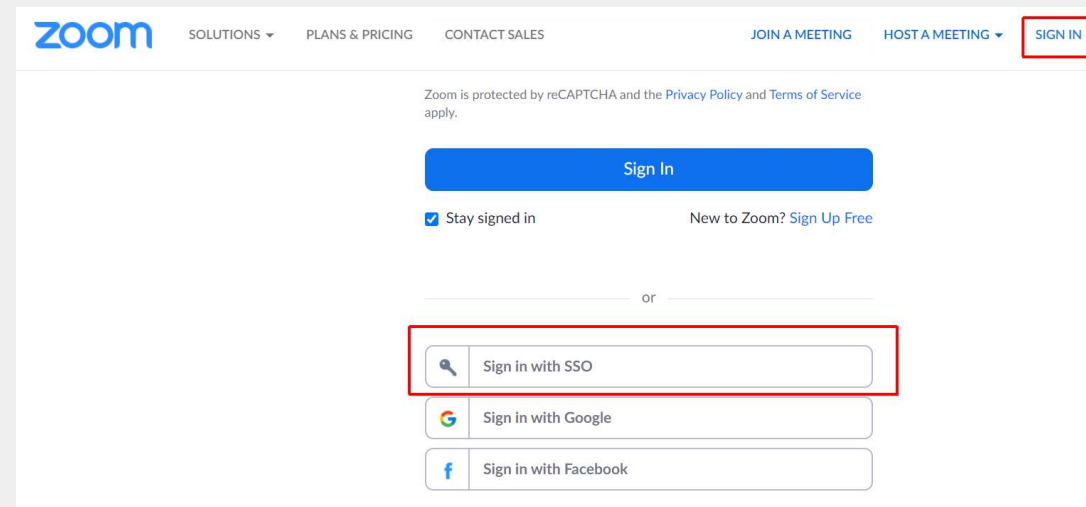 zoom SOLUTIONS PLANS & PRICING CONTACT SALES JOIN A MEETING HOST A MEETING SIGN IN
Zoom is protected by reCAPTCHA and the Privacy Policy and Terms of Service
apply.
Sign In
Stay signed in New to Zoom? Sign Up Free
or
Sign in with SSO
Sign in with Google
Sign in with Facebook